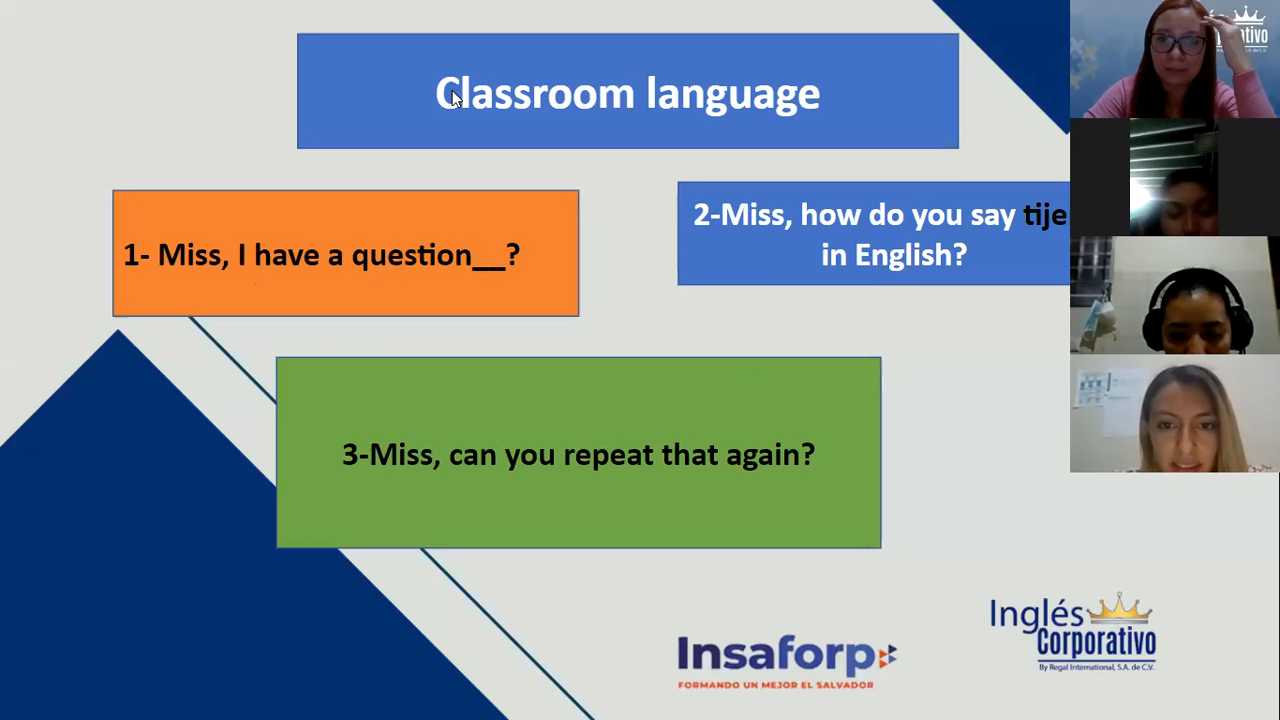 Classroom language
1- Miss, I have a question__?
2-Miss, how do you say
in English?
3-Miss, can you repeat that again?
Insaforp
FORMANDO UN MEJOR EL SALVADOR
Inglés
Corporativo
By Regal International, S.A. de C.V.